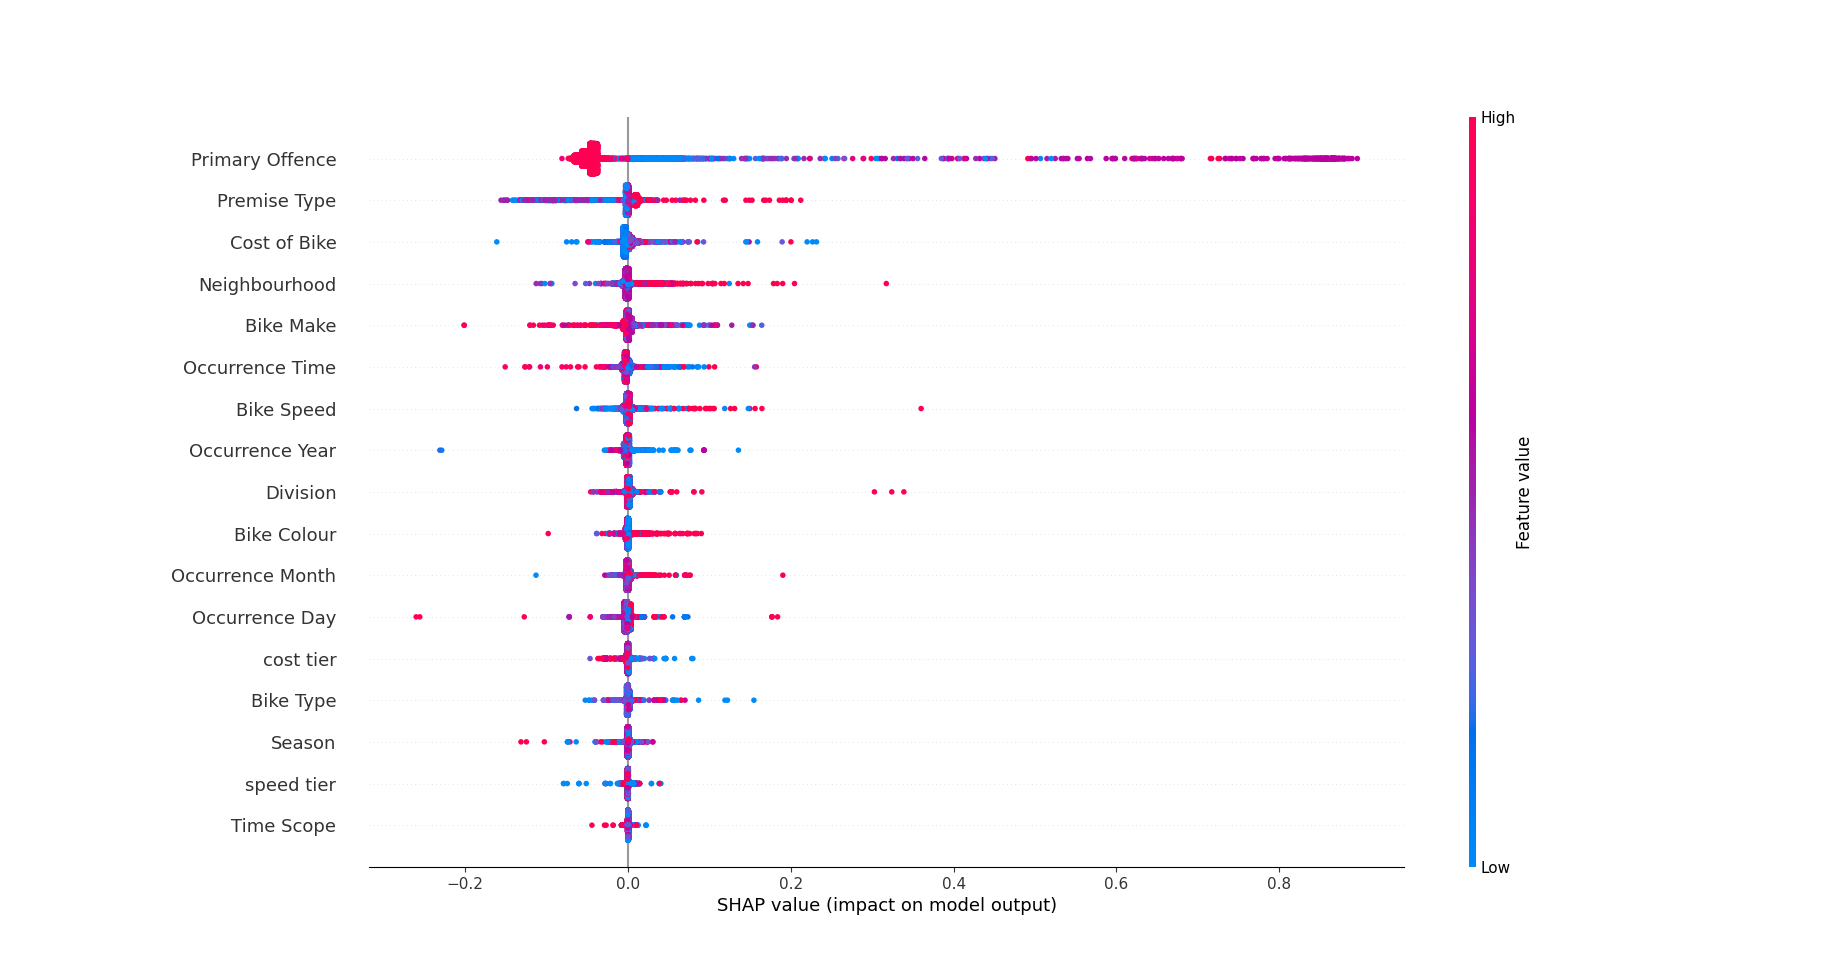 High
Primary Offence
Premise Type
Cost of Bike
Neighbourhood
Bike Make
Occurrence Time
Bike Speed
Occurrence Year
Division
Bike Colour
Occurrence Month
Occurrence Day
cost tier
Bike Type
Season
speed tier
Time Scope
Feature value
Low
−0.2 0.0 0.2 0.4 0.6 0.8
SHAP value (impact on model output)